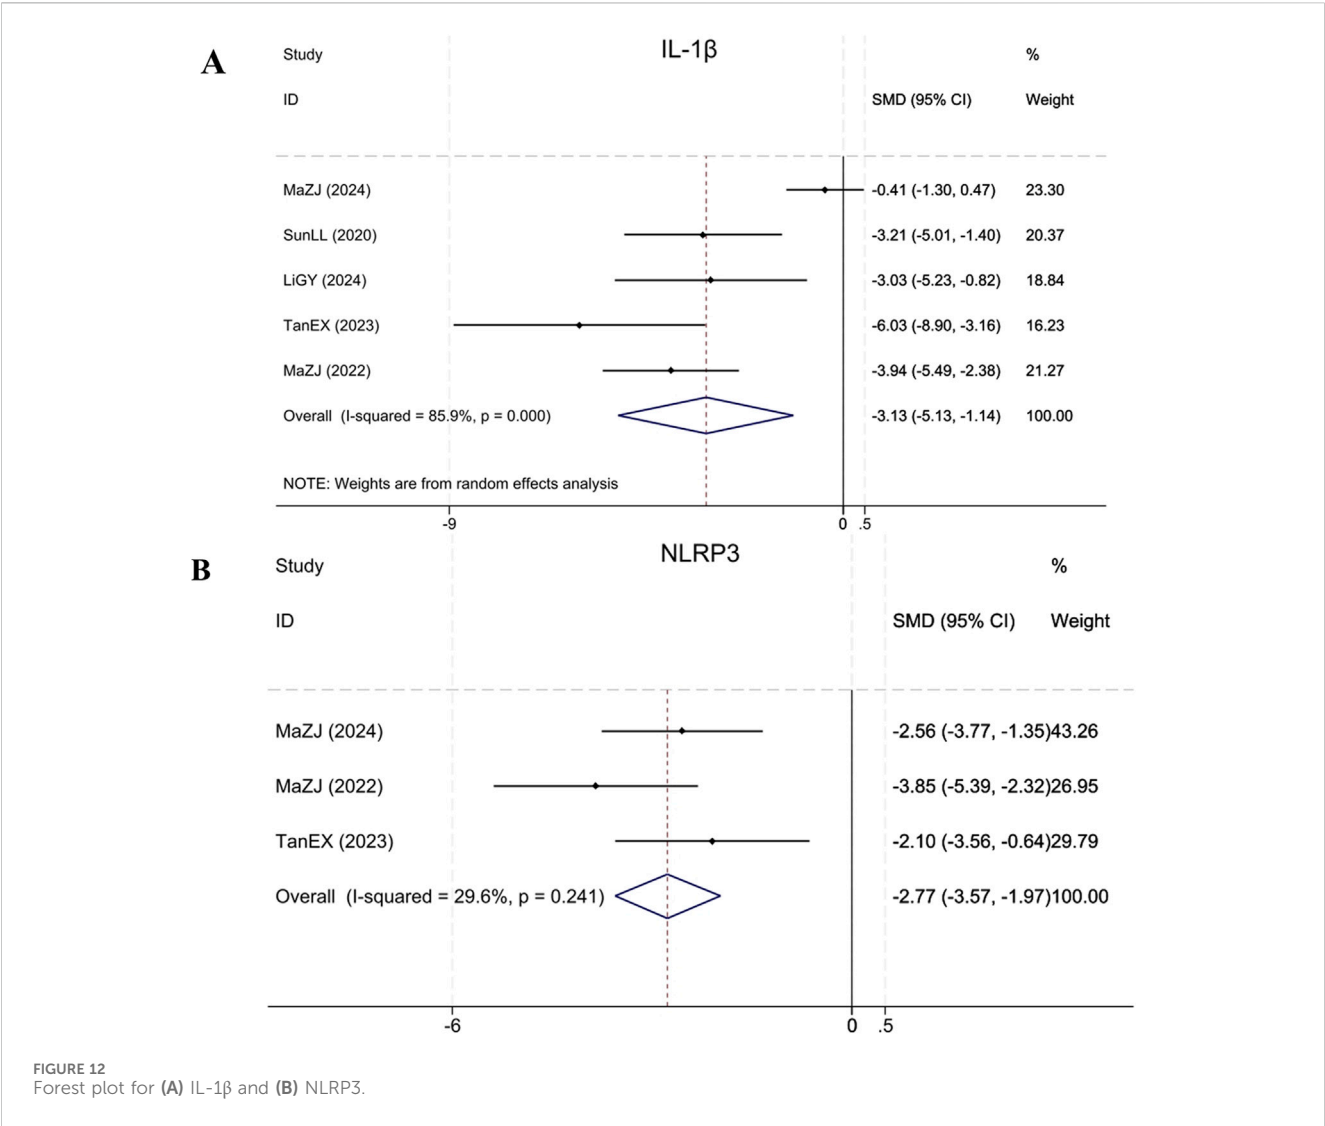 A
IL-1β
Study %
ID SMD (95% CI) Weight
MaZJ (2024) -0.41 (-1.30, 0.47) 23.30
SunLL (2020) -3.21 (-5.01, -1.40) 20.37
LiGY (2024) -3.03 (-5.23, -0.82) 18.84
TanEX (2023) -6.03 (-8.90, -3.16) 16.23
MaZJ (2022) -3.94 (-5.49, -2.38) 21.27
Overall (I-squared = 85.9%, p = 0.000) -3.13 (-5.13, -1.14) 100.00
NOTE: Weights are from random effects analysis
-9 0 .5
B
NLRP3
Study %
ID SMD (95% CI) Weight
MaZJ (2024) -2.56 (-3.77, -1.35)43.26
MaZJ (2022) -3.85 (-5.39, -2.32)26.95
TanEX (2023) -2.10 (-3.56, -0.64)29.79
Overall (I-squared = 29.6%, p = 0.241) -2.77 (-3.57, -1.97)100.00
-6 0 .5
FIGURE 12
Forest plot for (A) IL-1β and (B) NLRP3.